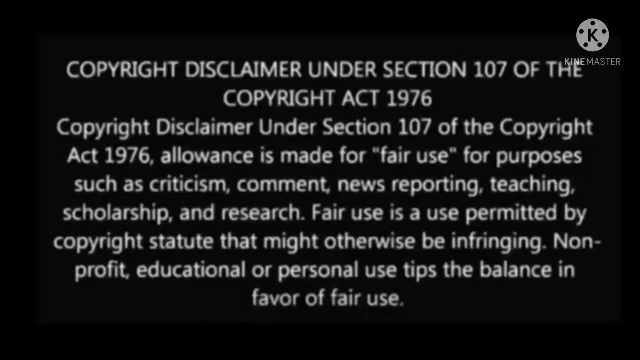 KINEMASTER
COPYRIGHT DISCLAIMER UNDER SECTION 107 OF THE
COPYRIGHT ACT 1976
Copyright Disclaimer Under Section 107 of the Copyright
Act 1976, allowance is made for "fair use" for purposes
such as criticism, comment, news reporting, teaching,
scholarship, and research. Fair use is a use permitted by
copyright statute that might otherwise be infringing. Non-
profit, educational or personal use tips the balance in
favor of fair use.